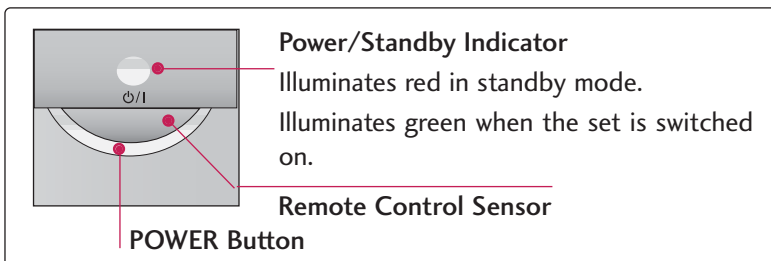 Power/Standby Indicator
Illuminates red in standby mode.
Illuminates green when the set is switched
on.
⏻/I
Remote Control Sensor
POWER Button